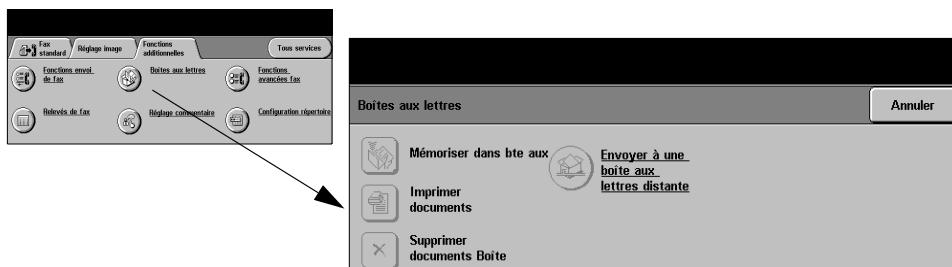 Fax
standard
Réglage image
Fonctions
additionnelles
Tous services
Fonctions envoi
de fax
Boîtes aux lettres
Fonctions
avancées fax
Relevés de fax
Réglage commentaire
Configuration répertoire
Boîtes aux lettres
Annuler
Mémoriser dans bte aux
Envoyer à une
boîte aux
lettres distante
Imprimer
documents
Supprimer
documents Boîte